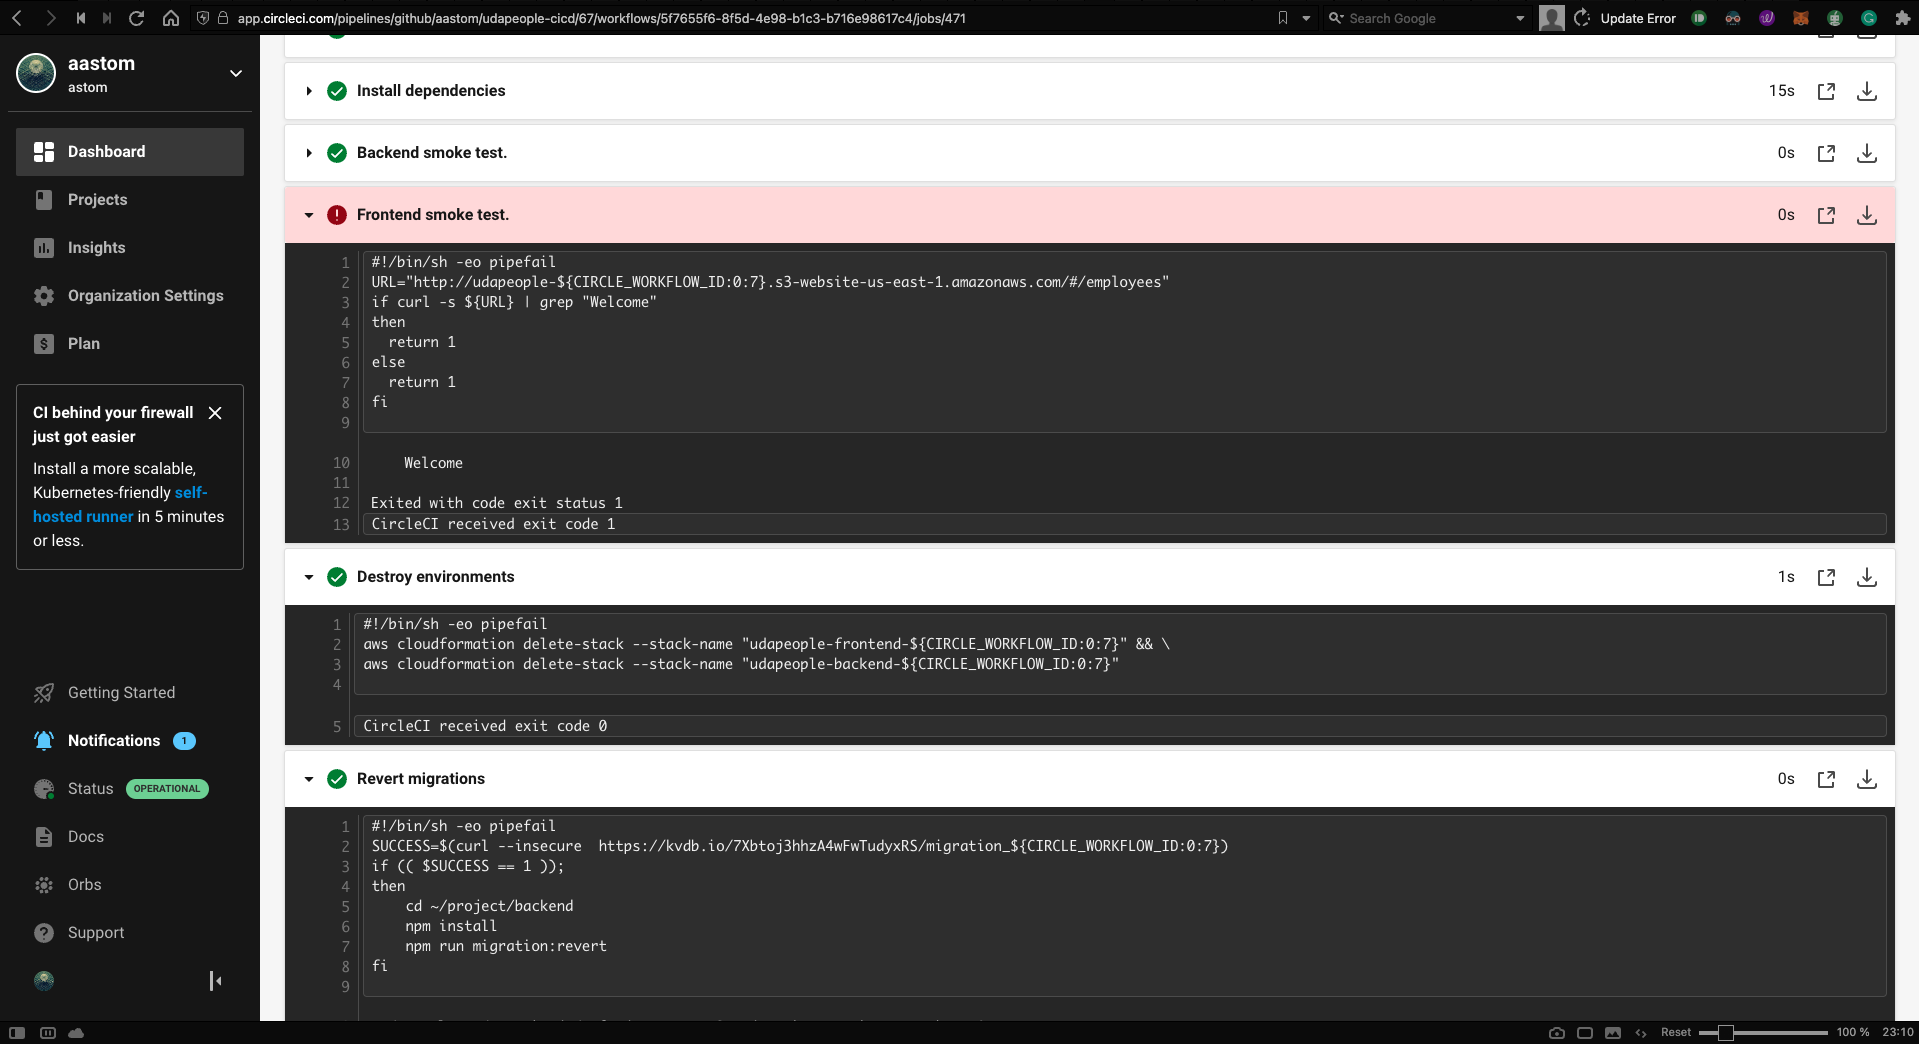 app.circleci.com/pipelines/github/aastom/udapeople-cicd/67/workflows/5f7655f6-8f5d-4e98-b1c3-b716e98617c4/jobs/471
Search Google
Update Error
aastom
astom
Dashboard
Projects
Insights
Organization Settings
Plan
CI behind your firewall
just got easier
Install a more scalable,
Kubernetes-friendly self-
hosted runner in 5 minutes
or less.
Getting Started
Notifications 1
Status OPERATIONAL
Docs
Orbs
Support
Install dependencies 15s
Backend smoke test. 0s
Frontend smoke test. 0s
1 #!/bin/sh -eo pipefail
2 URL="http://udapeople-${CIRCLE_WORKFLOW_ID:0:7}.s3-website-us-east-1.amazonaws.com/#/employees"
3 if curl -s ${URL} | grep "Welcome"
4 then
5 return 1
6 else
7 return 1
8 fi
9
10 Welcome
11
12 Exited with code exit status 1
13 CircleCI received exit code 1
Destroy environments 1s
1 #!/bin/sh -eo pipefail
2 aws cloudformation delete-stack --stack-name "udapeople-frontend-${CIRCLE_WORKFLOW_ID:0:7}" && \
3 aws cloudformation delete-stack --stack-name "udapeople-backend-${CIRCLE_WORKFLOW_ID:0:7}"
4
5 CircleCI received exit code 0
Revert migrations 0s
1 #!/bin/sh -eo pipefail
2 SUCCESS=$(curl --insecure  https://kvdb.io/7Xbtoj3hhzA4wFwTudyxRS/migration_${CIRCLE_WORKFLOW_ID:0:7})
3 if (( $SUCCESS == 1 ));
4 then
5 cd ~/project/backend
6 npm install
7 npm run migration:revert
8 fi
9
Reset 100 % 23:10